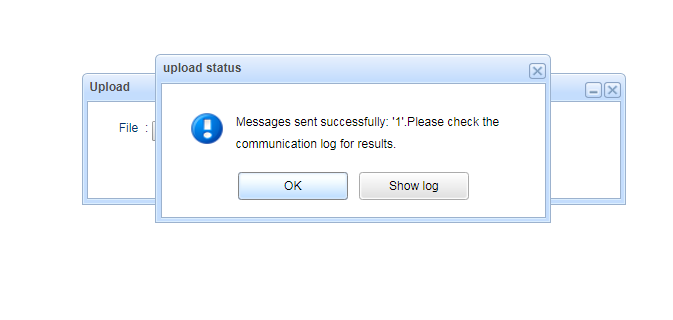 upload status
Upload
File :
Messages sent successfully: '1'.Please check the
communication log for results.
OK
Show log